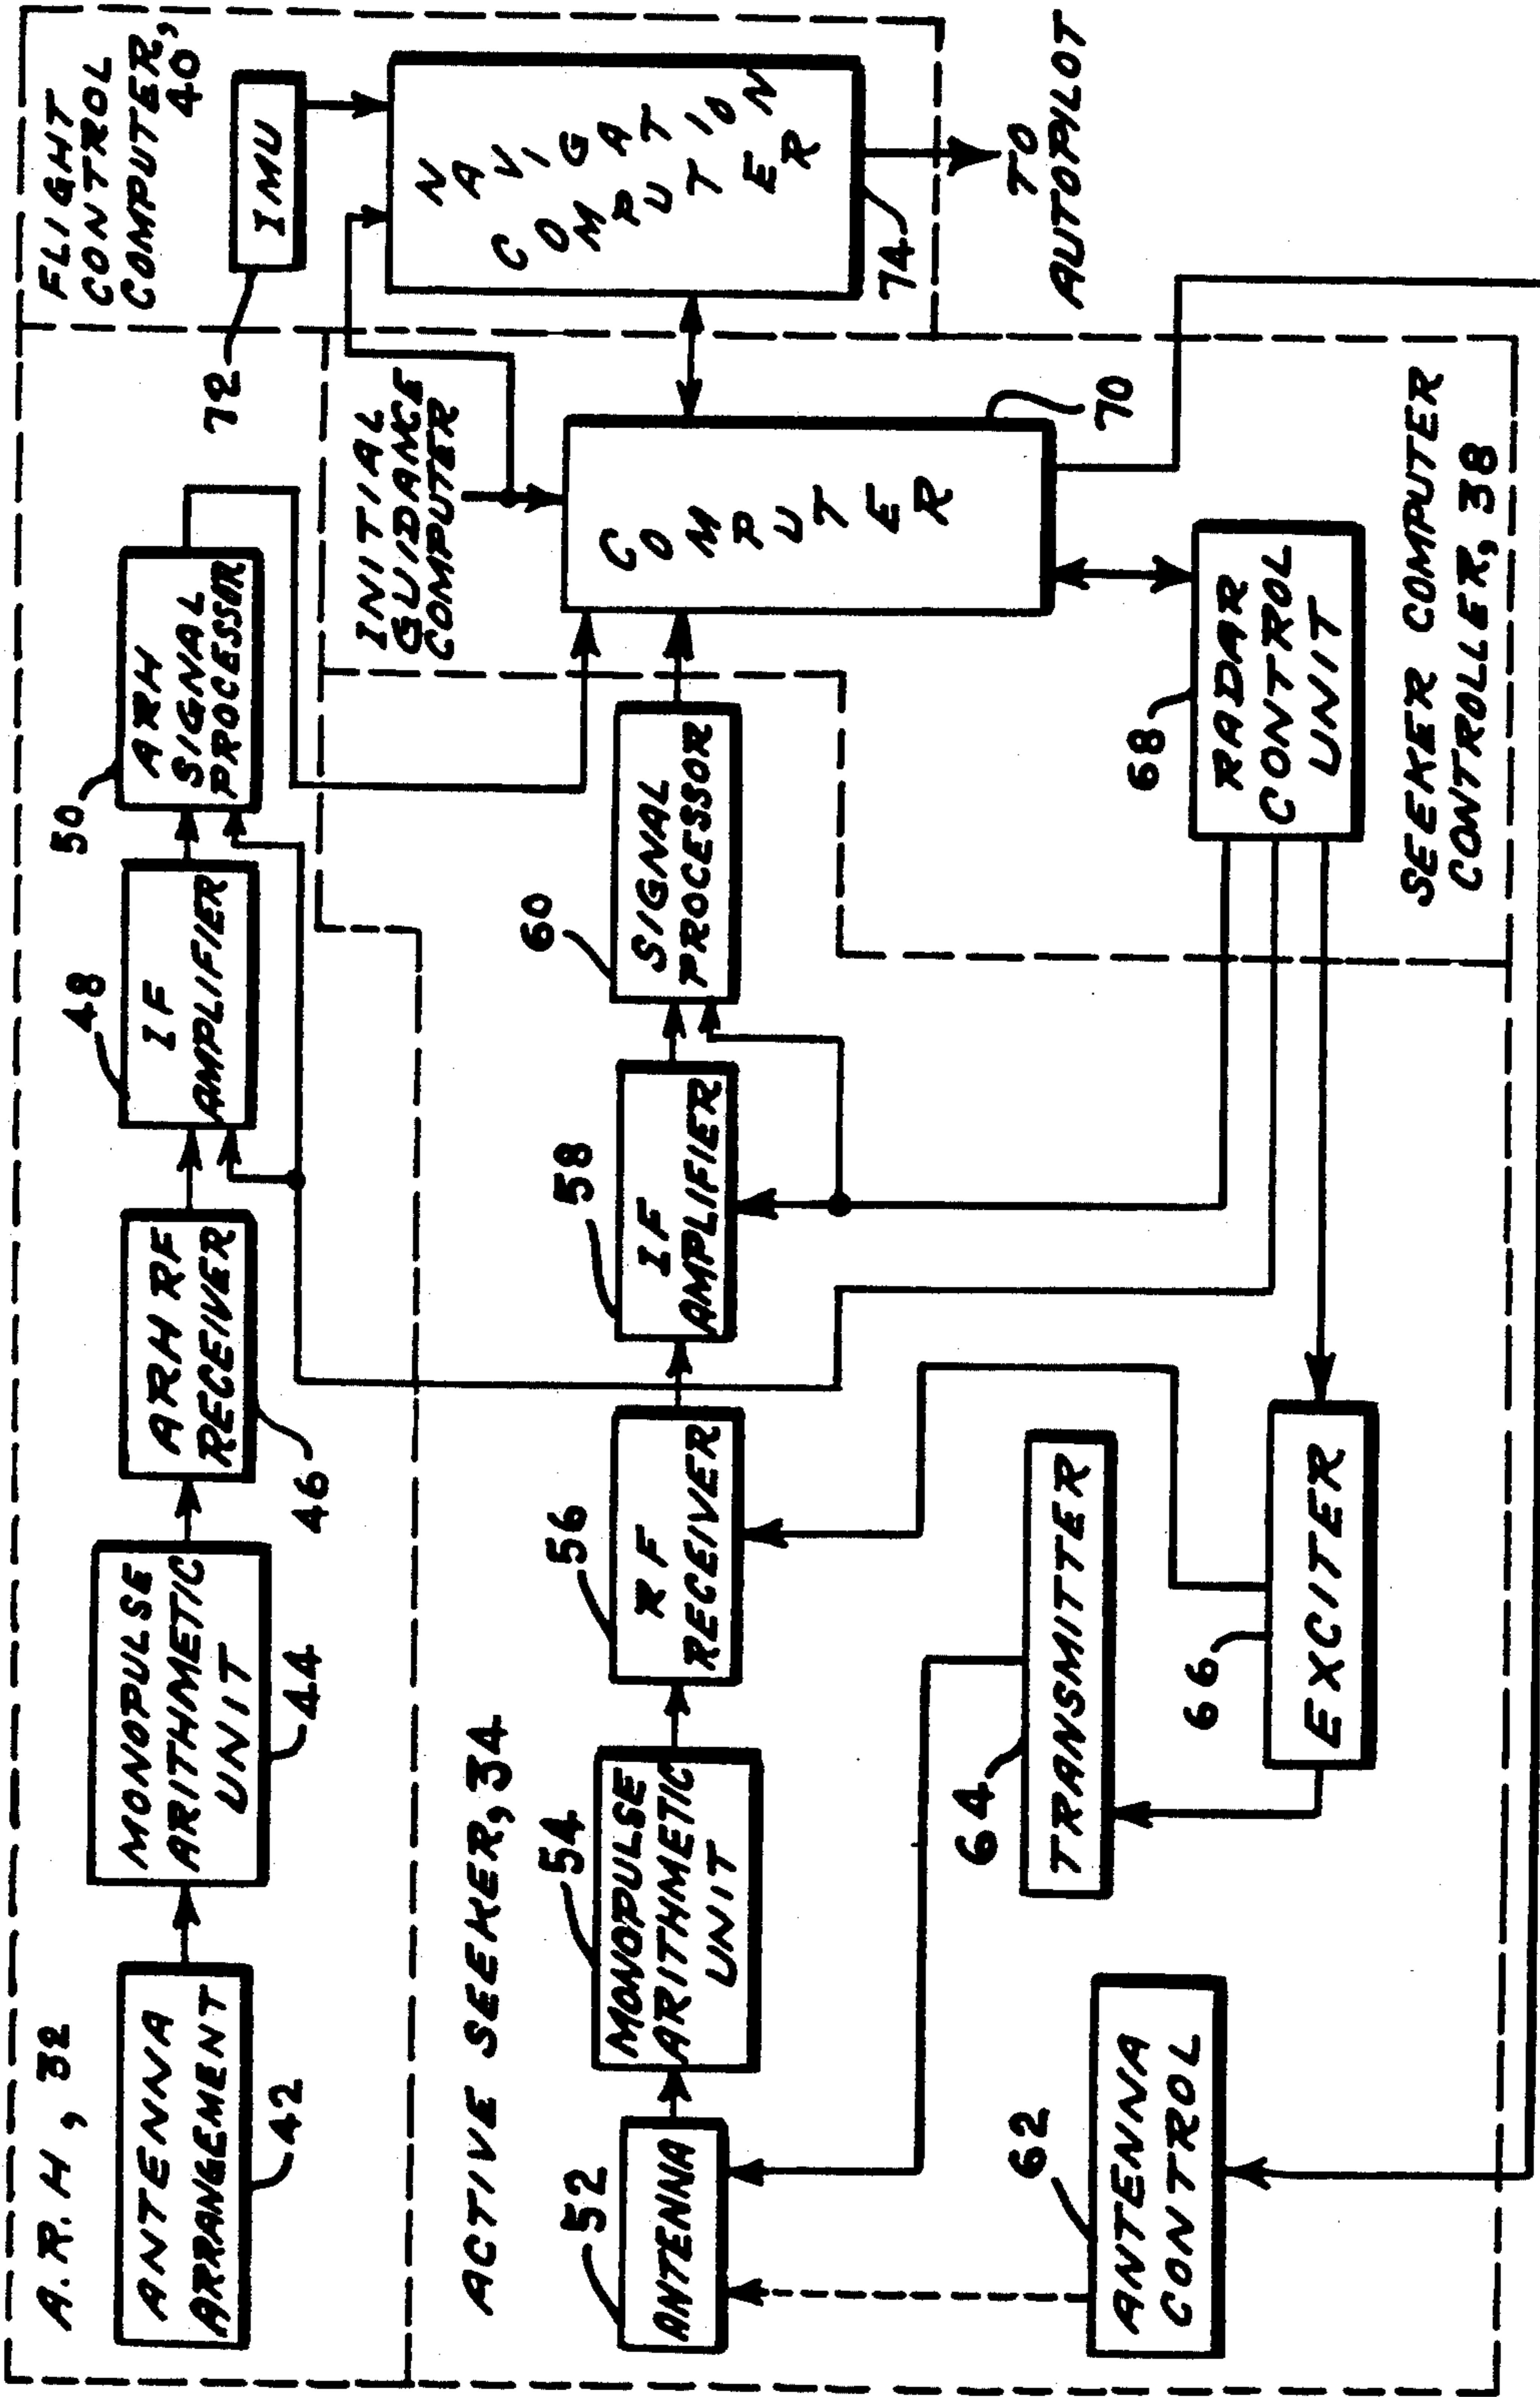 A.R.H, 32
ANTENNA
ARRANGEMENT
42
MONOPULSE
ARITHMETIC
UNIT
44
ARH RF
RECEIVER
46
48
IF
AMPLIFIER
50
ARH
SIGNAL
PROCESSOR
FLIGHT
CONTROL
COMPUTER,
40
72
IMU
NAVIGATION
COMPUTER
74
TO
AUTOPILOT
INITIAL
GUIDANCE
COMPUTER
COMPUTER
70
ACTIVE SEEKER, 34
52
ANTENNA
54
MONOPULSE
ARITHMETIC
UNIT
56
RF
RECEIVER
58
IF
AMPLIFIER
60
SIGNAL
PROCESSOR
62
ANTENNA
CONTROL
64
TRANSMITTER
66
EXCITER
68
RADAR
CONTROL
UNIT
SEEKER COMPUTER
CONTROLLER, 38